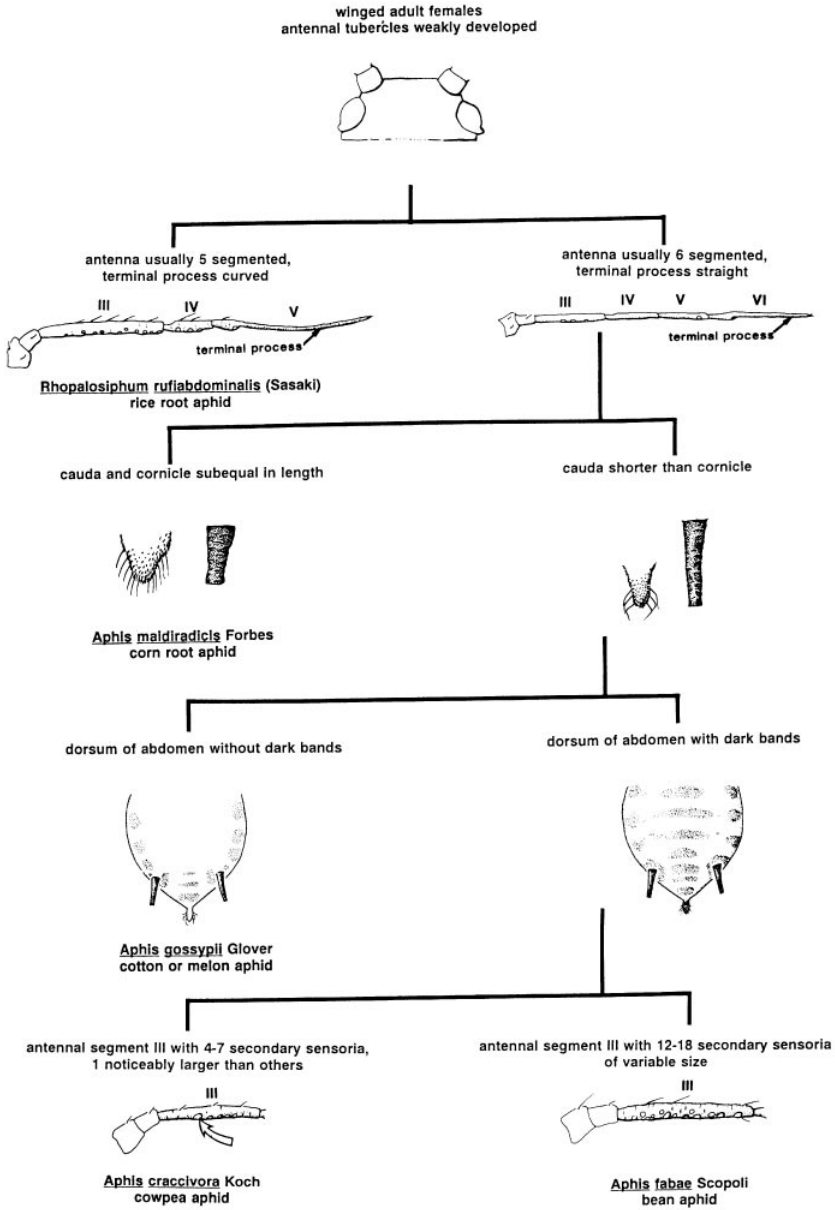 winged adult females
antennal tubercles weakly developed
antenna usually 5 segmented,
terminal process curved
antenna usually 6 segmented,
terminal process straight
III IV V
terminal process
III IV V VI
terminal process
Rhopalosiphum rufiabdominalis (Sasaki)
rice root aphid
cauda and cornicle subequal in length
cauda shorter than cornicle
Aphis maidiradicis Forbes
corn root aphid
dorsum of abdomen without dark bands
dorsum of abdomen with dark bands
Aphis gossypii Glover
cotton or melon aphid
antennal segment III with 4-7 secondary sensoria,
1 noticeably larger than others
antennal segment III with 12-18 secondary sensoria
of variable size
III
III
Aphis craccivora Koch
cowpea aphid
Aphis fabae Scopoli
bean aphid